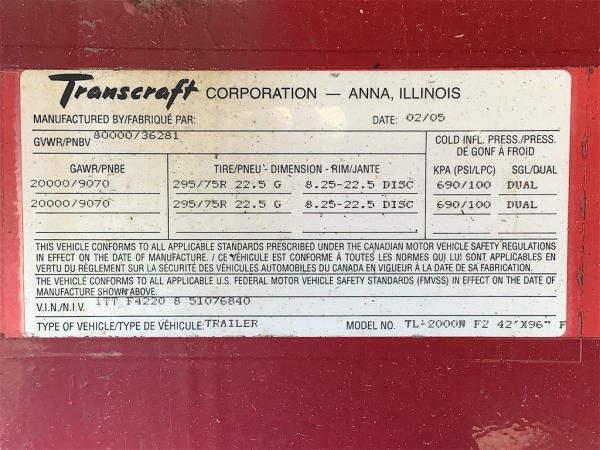 Transcraft CORPORATION — ANNA, ILLINOIS
MANUFACTURED BY/FABRIQUÉ PAR: DATE: 02/05
GVWR/PNBV 80000/36281
COLD INFL. PRESS./PRESS. DE GONF À FROID
GAWR/PNBE TIRE/PNEU - DIMENSION - RIM/JANTE KPA (PSI/LPC) SGL/DUAL
20000/9070 295/75R 22.5 G 8.25-22.5 DISC 690/100 DUAL
20000/9070 295/75R 22.5 G 8.25-22.5 DISC 690/100 DUAL
THIS VEHICLE CONFORMS TO ALL APPLICABLE STANDARDS PRESCRIBED UNDER THE CANADIAN MOTOR VEHICLE SAFETY REGULATIONS
IN EFFECT ON THE DATE OF MANUFACTURE. / CE VÉHICULE EST CONFORME À TOUTES LES NORMES QUI LUI SONT APPLICABLES EN
VERTU DU RÈGLEMENT SUR LA SÉCURITÉ DES VÉHICULES AUTOMOBILES DU CANADA EN VIGUEUR À LA DATE DE SA FABRICATION.
THE VEHICLE CONFORMS TO ALL APPLICABLE U.S. FEDERAL MOTOR VEHICLE SAFETY STANDARDS (FMVSS) IN EFFECT ON THE DATE OF
MANUFACTURE SHOWN ABOVE.
V.I.N./N.I.V. 1TT F4220 8 51076840
TYPE OF VEHICLE/TYPE DE VÉHICULE: TRAILER MODEL NO. TL-2000N F2 42'X96" F